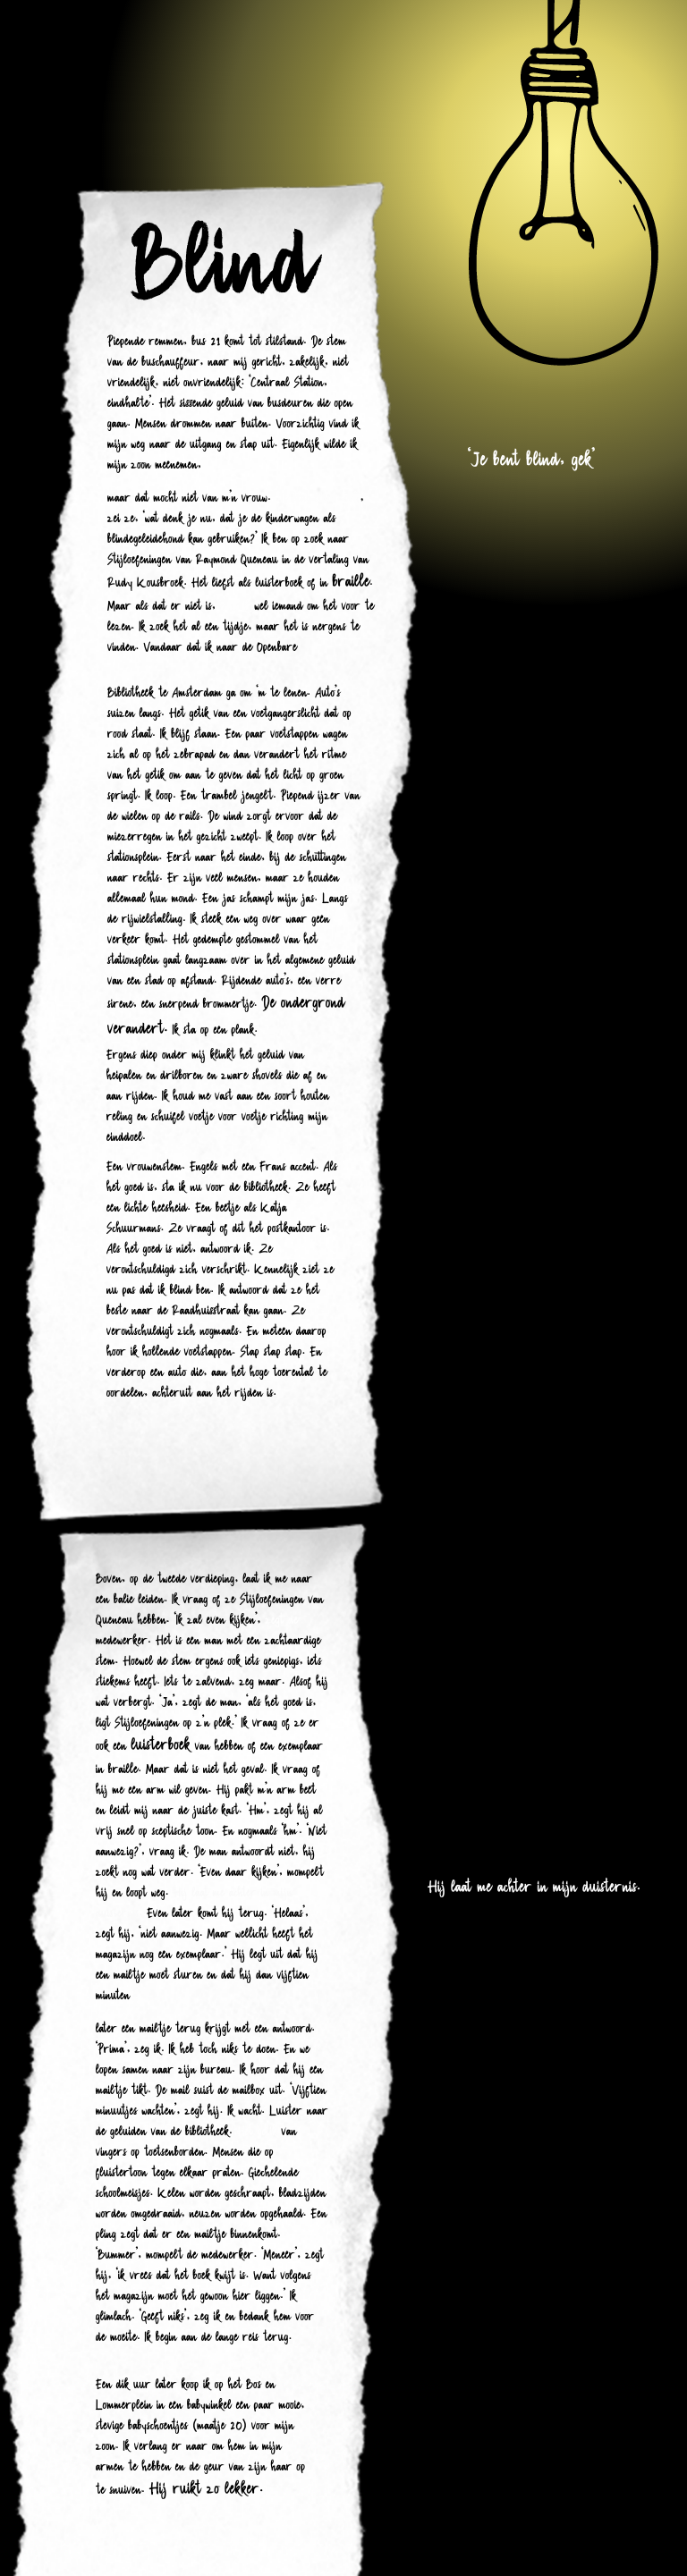 Blind
Piepende remmen, bus 21 komt tot stilstand. De stem
van de buschauffeur, naar mij gericht, zakelijk, niet
vriendelijk, niet onvriendelijk: 'Centraal Station,
eindhalte'. Het sissende geluid van busdeuren die open
gaan. Mensen drommen naar buiten. Voorzichtig vind ik
mijn weg naar de uitgang en stap uit. Eigenlijk wilde ik
mijn zoon meenemen,
'Je bent blind, gek'
maar dat mocht niet van m'n vrouw. ,
zei ze, 'wat denk je nu, dat je de kinderwagen als
blindegeleidehond kan gebruiken?' Ik ben op zoek naar
Stijloefeningen van Raymond Queneau in de vertaling van
Rudy Kousbroek. Het liefst als luisterboek of in braille.
Maar als dat er niet is, wel iemand om het voor te
lezen. Ik zoek het al een tijdje, maar het is nergens te
vinden. Vandaar dat ik naar de Openbare
Bibliotheek te Amsterdam ga om 'm te lenen. Auto's
suizen langs. Het getik van een voetgangerslicht dat op
rood staat. Ik blijf staan. Een paar voetstappen wagen
zich al op het zebrapad en dan verandert het ritme
van het getik om aan te geven dat het licht op groen
springt. Ik loop. Een trambel jengelt. Piepend ijzer van
de wielen op de rails. De wind zorgt ervoor dat de
miezerregen in het gezicht zweept. Ik loop over het
stationsplein. Eerst naar het einde, bij de schuttingen
naar rechts. Er zijn veel mensen, maar ze houden
allemaal hun mond. Een jas schampt mijn jas. Langs
de rijwielstalling. Ik steek een weg over waar geen
verkeer komt. Het gedempte gestommel van het
stationsplein gaat langzaam over in het algemene geluid
van een stad op afstand. Rijdende auto's, een verre
sirene, een snerpend brommertje. De ondergrond
verandert. Ik sta op een plank.
Ergens diep onder mij klinkt het geluid van
heipalen en drilboren en zware shovels die af en
aan rijden. Ik houd me vast aan een soort houten
reling en schuifel voetje voor voetje richting mijn
einddoel.
Een vrouwenstem. Engels met een Frans accent. Als
het goed is, sta ik nu voor de bibliotheek. Ze heeft
een lichte heesheid. Een beetje als Katja
Schuurmans. Ze vraagt of dit het postkantoor is.
Als het goed is niet, antwoord ik. Ze
verontschuldigd zich verschrikt. Kennelijk ziet ze
nu pas dat ik blind ben. Ik antwoord dat ze het
beste naar de Raadhuisstraat kan gaan. Ze
verontschuldigt zich nogmaals. En meteen daarop
hoor ik hollende voetstappen. Stap stap stap. En
verderop een auto die, aan het hoge toerental te
oordelen, achteruit aan het rijden is.
Boven, op de tweede verdieping, laat ik me naar
een balie leiden. Ik vraag of ze Stijloefeningen van
Queneau hebben. 'Ik zal even kijken',
medewerker. Het is een man met een zachtaardige
stem. Hoewel de stem ergens ook iets geniepigs, iets
stiekems heeft. Iets te zalvend, zeg maar. Alsof hij
wat verbergt. 'Ja', zegt de man, 'als het goed is,
ligt Stijloefeningen op z'n plek.' Ik vraag of ze er
ook een luisterboek van hebben of een exemplaar
in braille. Maar dat is niet het geval. Ik vraag of
hij me een arm wil geven. Hij pakt m'n arm beet
en leidt mij naar de juiste kast. 'Hm', zegt hij al
vrij snel op sceptische toon. En nogmaals 'hm'. 'Niet
aanwezig?', vraag ik. De man antwoordt niet, hij
zoekt nog wat verder. 'Even daar kijken', mompelt
hij en loopt weg.
Hij laat me achter in mijn duisternis.
Even later komt hij terug. 'Helaas',
zegt hij, 'niet aanwezig. Maar wellicht heeft het
magazijn nog een exemplaar.' Hij legt uit dat hij
een mailtje moet sturen en dat hij dan vijftien
minuten
later een mailtje terug krijgt met een antwoord.
'Prima', zeg ik. Ik heb toch niks te doen. En we
lopen samen naar zijn bureau. Ik hoor dat hij een
mailtje tikt. De mail suist de mailbox uit. 'Vijftien
minuutjes wachten', zegt hij. Ik wacht. Luister naar
de geluiden van de bibliotheek. van
vingers op toetsenborden. Mensen die op
fluistertoon tegen elkaar praten. Giechelende
schoolmeisjes. Kelen worden geschraapt, bladzijden
worden omgedraaid, neuzen worden opgehaald. Een
pling zegt dat er een mailtje binnenkomt.
'Bummer', mompelt de medewerker. 'Meneer', zegt
hij, 'ik vrees dat het boek kwijt is. Want volgens
het magazijn moet het gewoon hier liggen.' Ik
glimlach. 'Geeft niks', zeg ik en bedank hem voor
de moeite. Ik begin aan de lange reis terug.
Een dik uur later koop ik op het Bos en
Lommerplein in een babywinkel een paar mooie,
stevige babyschoentjes (maatje 20) voor mijn
zoon. Ik verlang er naar om hem in mijn
armen te hebben en de geur van zijn haar op
te snuiven. Hij ruikt zo lekker.